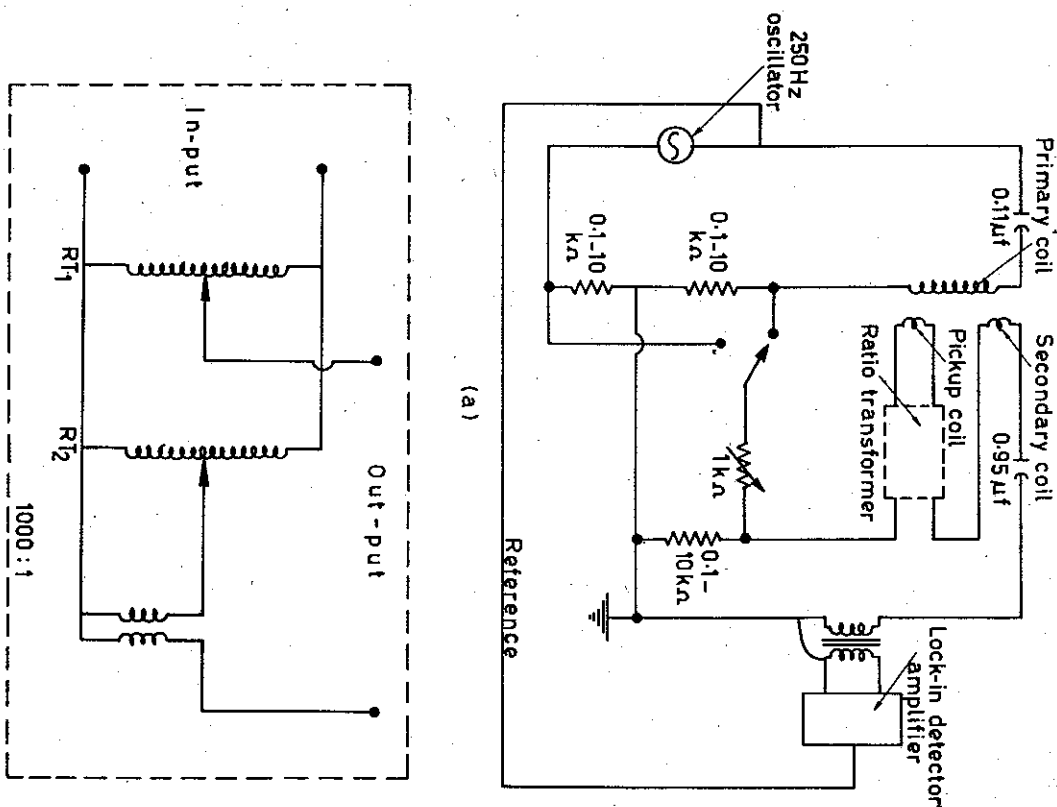 Primary coil
0.11μf
Secondary coil
0.95μf
Pickup coil
Ratio transformer
250Hz
oscillator
0.1–10
kΩ
0.1–10
kΩ
1kΩ
0.1–
10kΩ
Lock-in detector
amplifier
Reference
(a)
In-put
Out-put
RT1
RT2
1000:1